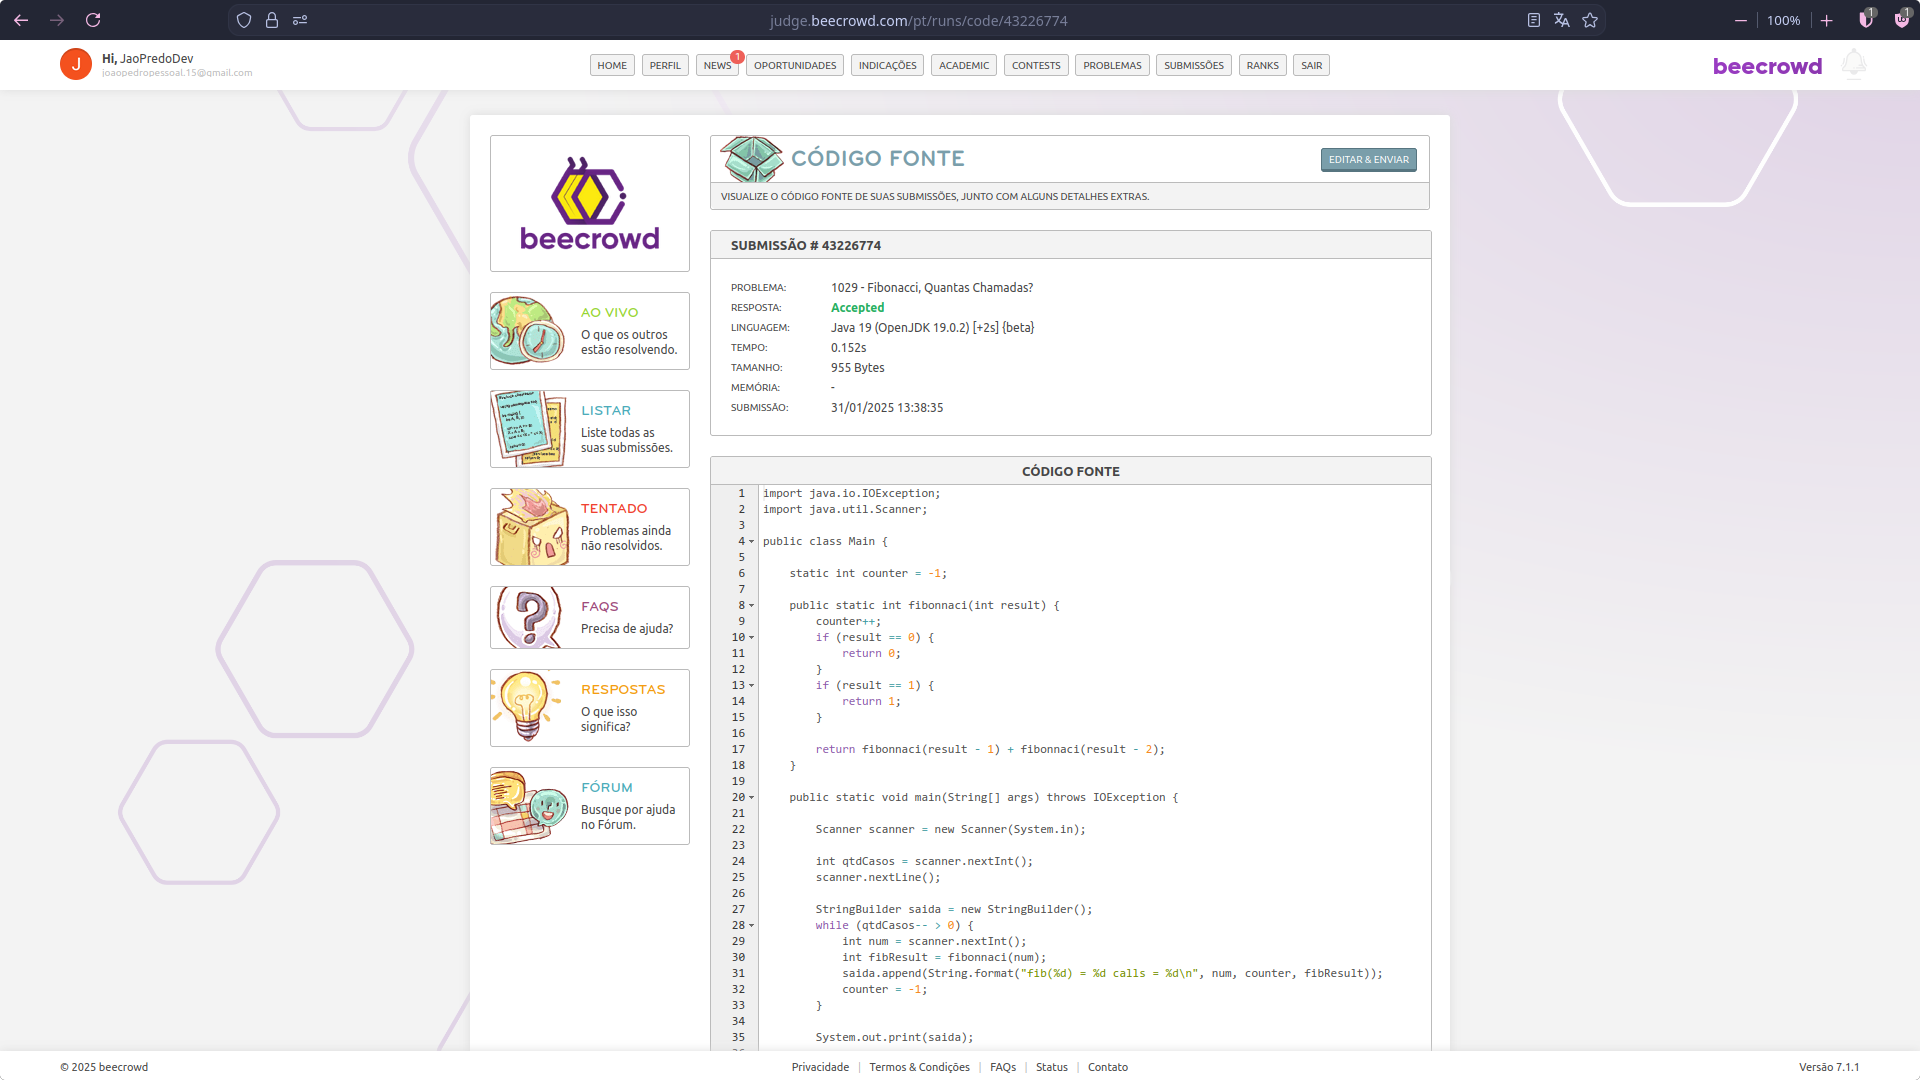 judge.beecrowd.com/pt/runs/code/43226774
100%
1
1
J
Hi, JaoPredoDev
joaopedropessoal.15@gmail.com
HOME
PERFIL
NEWS
1
OPORTUNIDADES
INDICAÇÕES
ACADEMIC
CONTESTS
PROBLEMAS
SUBMISSÕES
RANKS
SAIR
beecrowd
beecrowd
AO VIVO
O que os outros
estão resolvendo.
LISTAR
Liste todas as
suas submissões.
TENTADO
Problemas ainda
não resolvidos.
FAQS
Precisa de ajuda?
RESPOSTAS
O que isso
significa?
FÓRUM
Busque por ajuda
no Fórum.
CÓDIGO FONTE
EDITAR & ENVIAR
VISUALIZE O CÓDIGO FONTE DE SUAS SUBMISSÕES, JUNTO COM ALGUNS DETALHES EXTRAS.
SUBMISSÃO # 43226774
PROBLEMA: 1029 - Fibonacci, Quantas Chamadas?
RESPOSTA: Accepted
LINGUAGEM: Java 19 (OpenJDK 19.0.2) [+2s] {beta}
TEMPO: 0.152s
TAMANHO: 955 Bytes
MEMÓRIA: -
SUBMISSÃO: 31/01/2025 13:38:35
CÓDIGO FONTE
1 import java.io.IOException;
2 import java.util.Scanner;
3
4 public class Main {
5
6     static int counter = -1;
7
8     public static int fibonnaci(int result) {
9         counter++;
10         if (result == 0) {
11             return 0;
12         }
13         if (result == 1) {
14             return 1;
15         }
16
17         return fibonnaci(result - 1) + fibonnaci(result - 2);
18     }
19
20     public static void main(String[] args) throws IOException {
21
22         Scanner scanner = new Scanner(System.in);
23
24         int qtdCasos = scanner.nextInt();
25         scanner.nextLine();
26
27         StringBuilder saida = new StringBuilder();
28         while (qtdCasos-- > 0) {
29             int num = scanner.nextInt();
30             int fibResult = fibonnaci(num);
31             saida.append(String.format("fib(%d) = %d calls = %d\n", num, counter, fibResult));
32             counter = -1;
33         }
34
35         System.out.print(saida);
© 2025 beecrowd
Privacidade | Termos & Condições | FAQs | Status | Contato
Versão 7.1.1